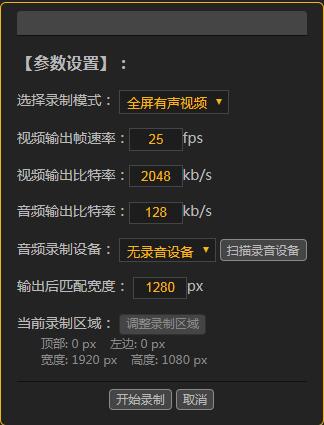 【参数设置】：
选择录制模式： 全屏有声视频
视频输出帧速率： 25 fps
视频输出比特率： 2048 kb/s
音频输出比特率： 128 kb/s
音频录制设备： 无录音设备 扫描录音设备
输出后匹配宽度： 1280 px
当前录制区域： 调整录制区域
顶部: 0 px 左边: 0 px
宽度: 1920 px 高度: 1080 px
开始录制 取消